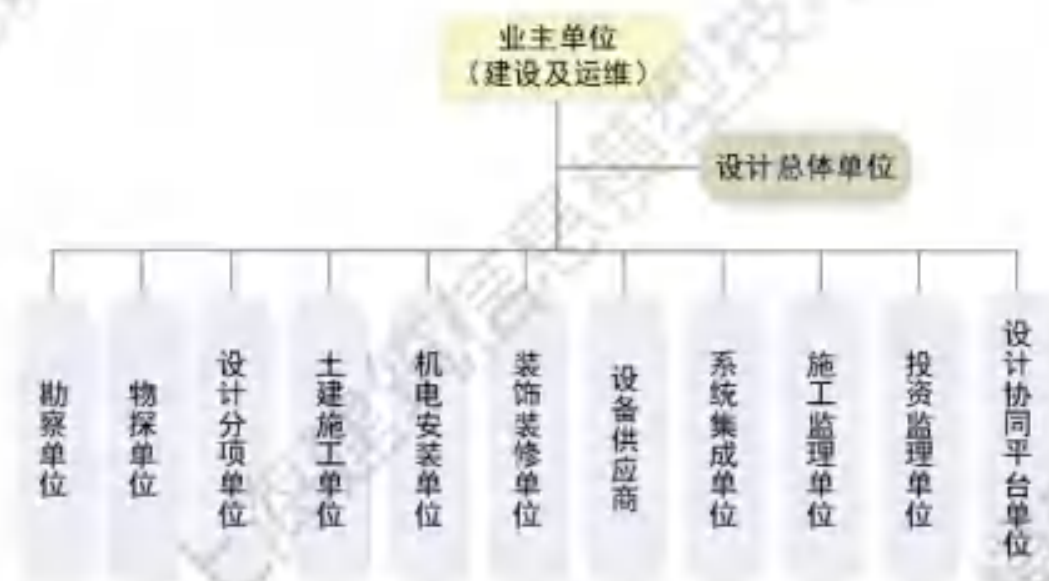 业主单位
（建设及运维）
设计总体单位
勘察单位
物探单位
设计分项单位
土建施工单位
机电安装单位
装饰装修单位
设备供应商
系统集成单位
施工监理单位
投资监理单位
设计协同平台单位